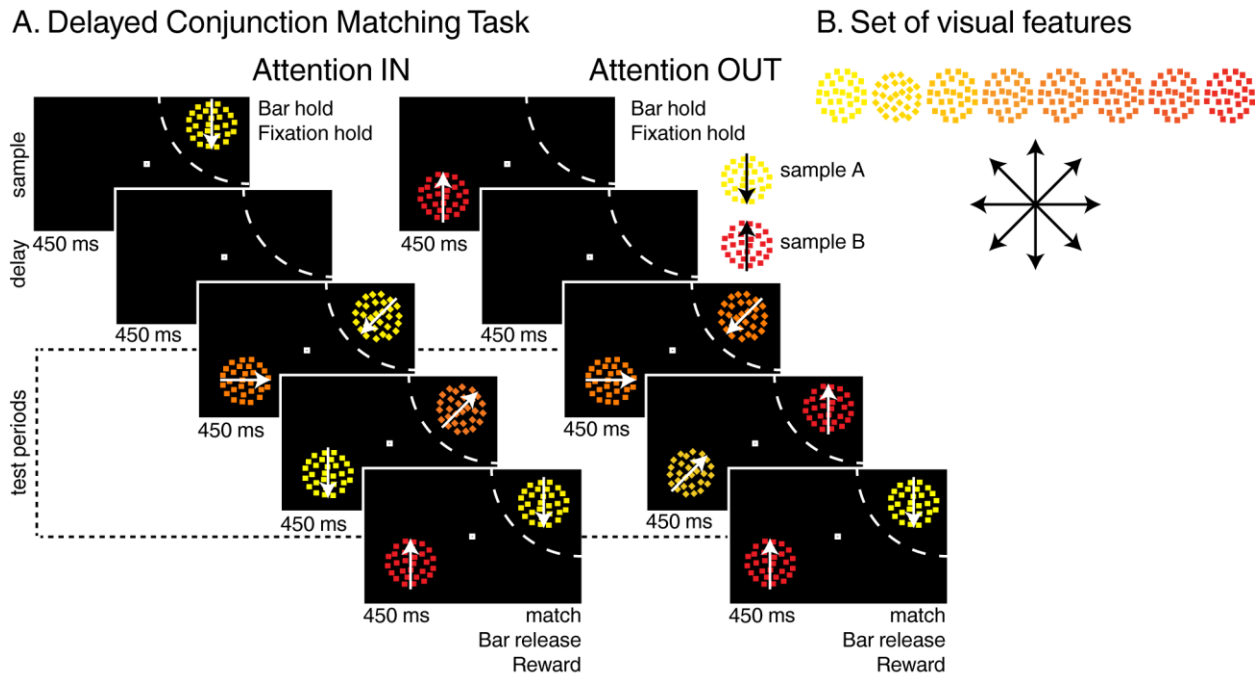 A. Delayed Conjunction Matching Task
B. Set of visual features
Attention IN
Attention OUT
Bar hold
Fixation hold
Bar hold
Fixation hold
sample
sample A
sample B
450 ms
450 ms
delay
450 ms
450 ms
test periods
450 ms
450 ms
450 ms
450 ms
450 ms
match
Bar release
Reward
450 ms
match
Bar release
Reward